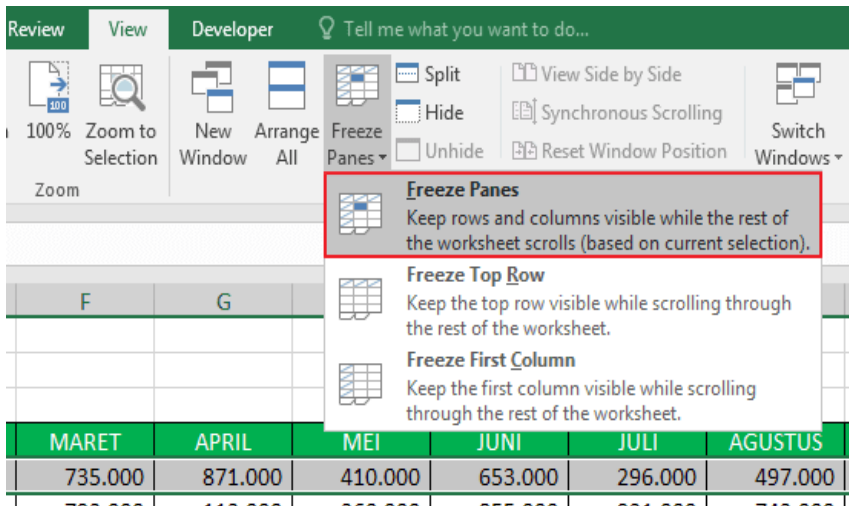 Review View Developer Tell me what you want to do...
Split View Side by Side
Hide Synchronous Scrolling
100
100% Zoom to New Arrange Freeze Switch
Selection Window All Panes Unhide Reset Window Position Windows
Zoom
Freeze Panes
Keep rows and columns visible while the rest of
the worksheet scrolls (based on current selection).
Freeze Top Row
Keep the top row visible while scrolling through
the rest of the worksheet.
Freeze First Column
Keep the first column visible while scrolling
through the rest of the worksheet.
F G
MARET APRIL MEI JUNI JULI AGUSTUS
735.000 871.000 410.000 653.000 296.000 497.000